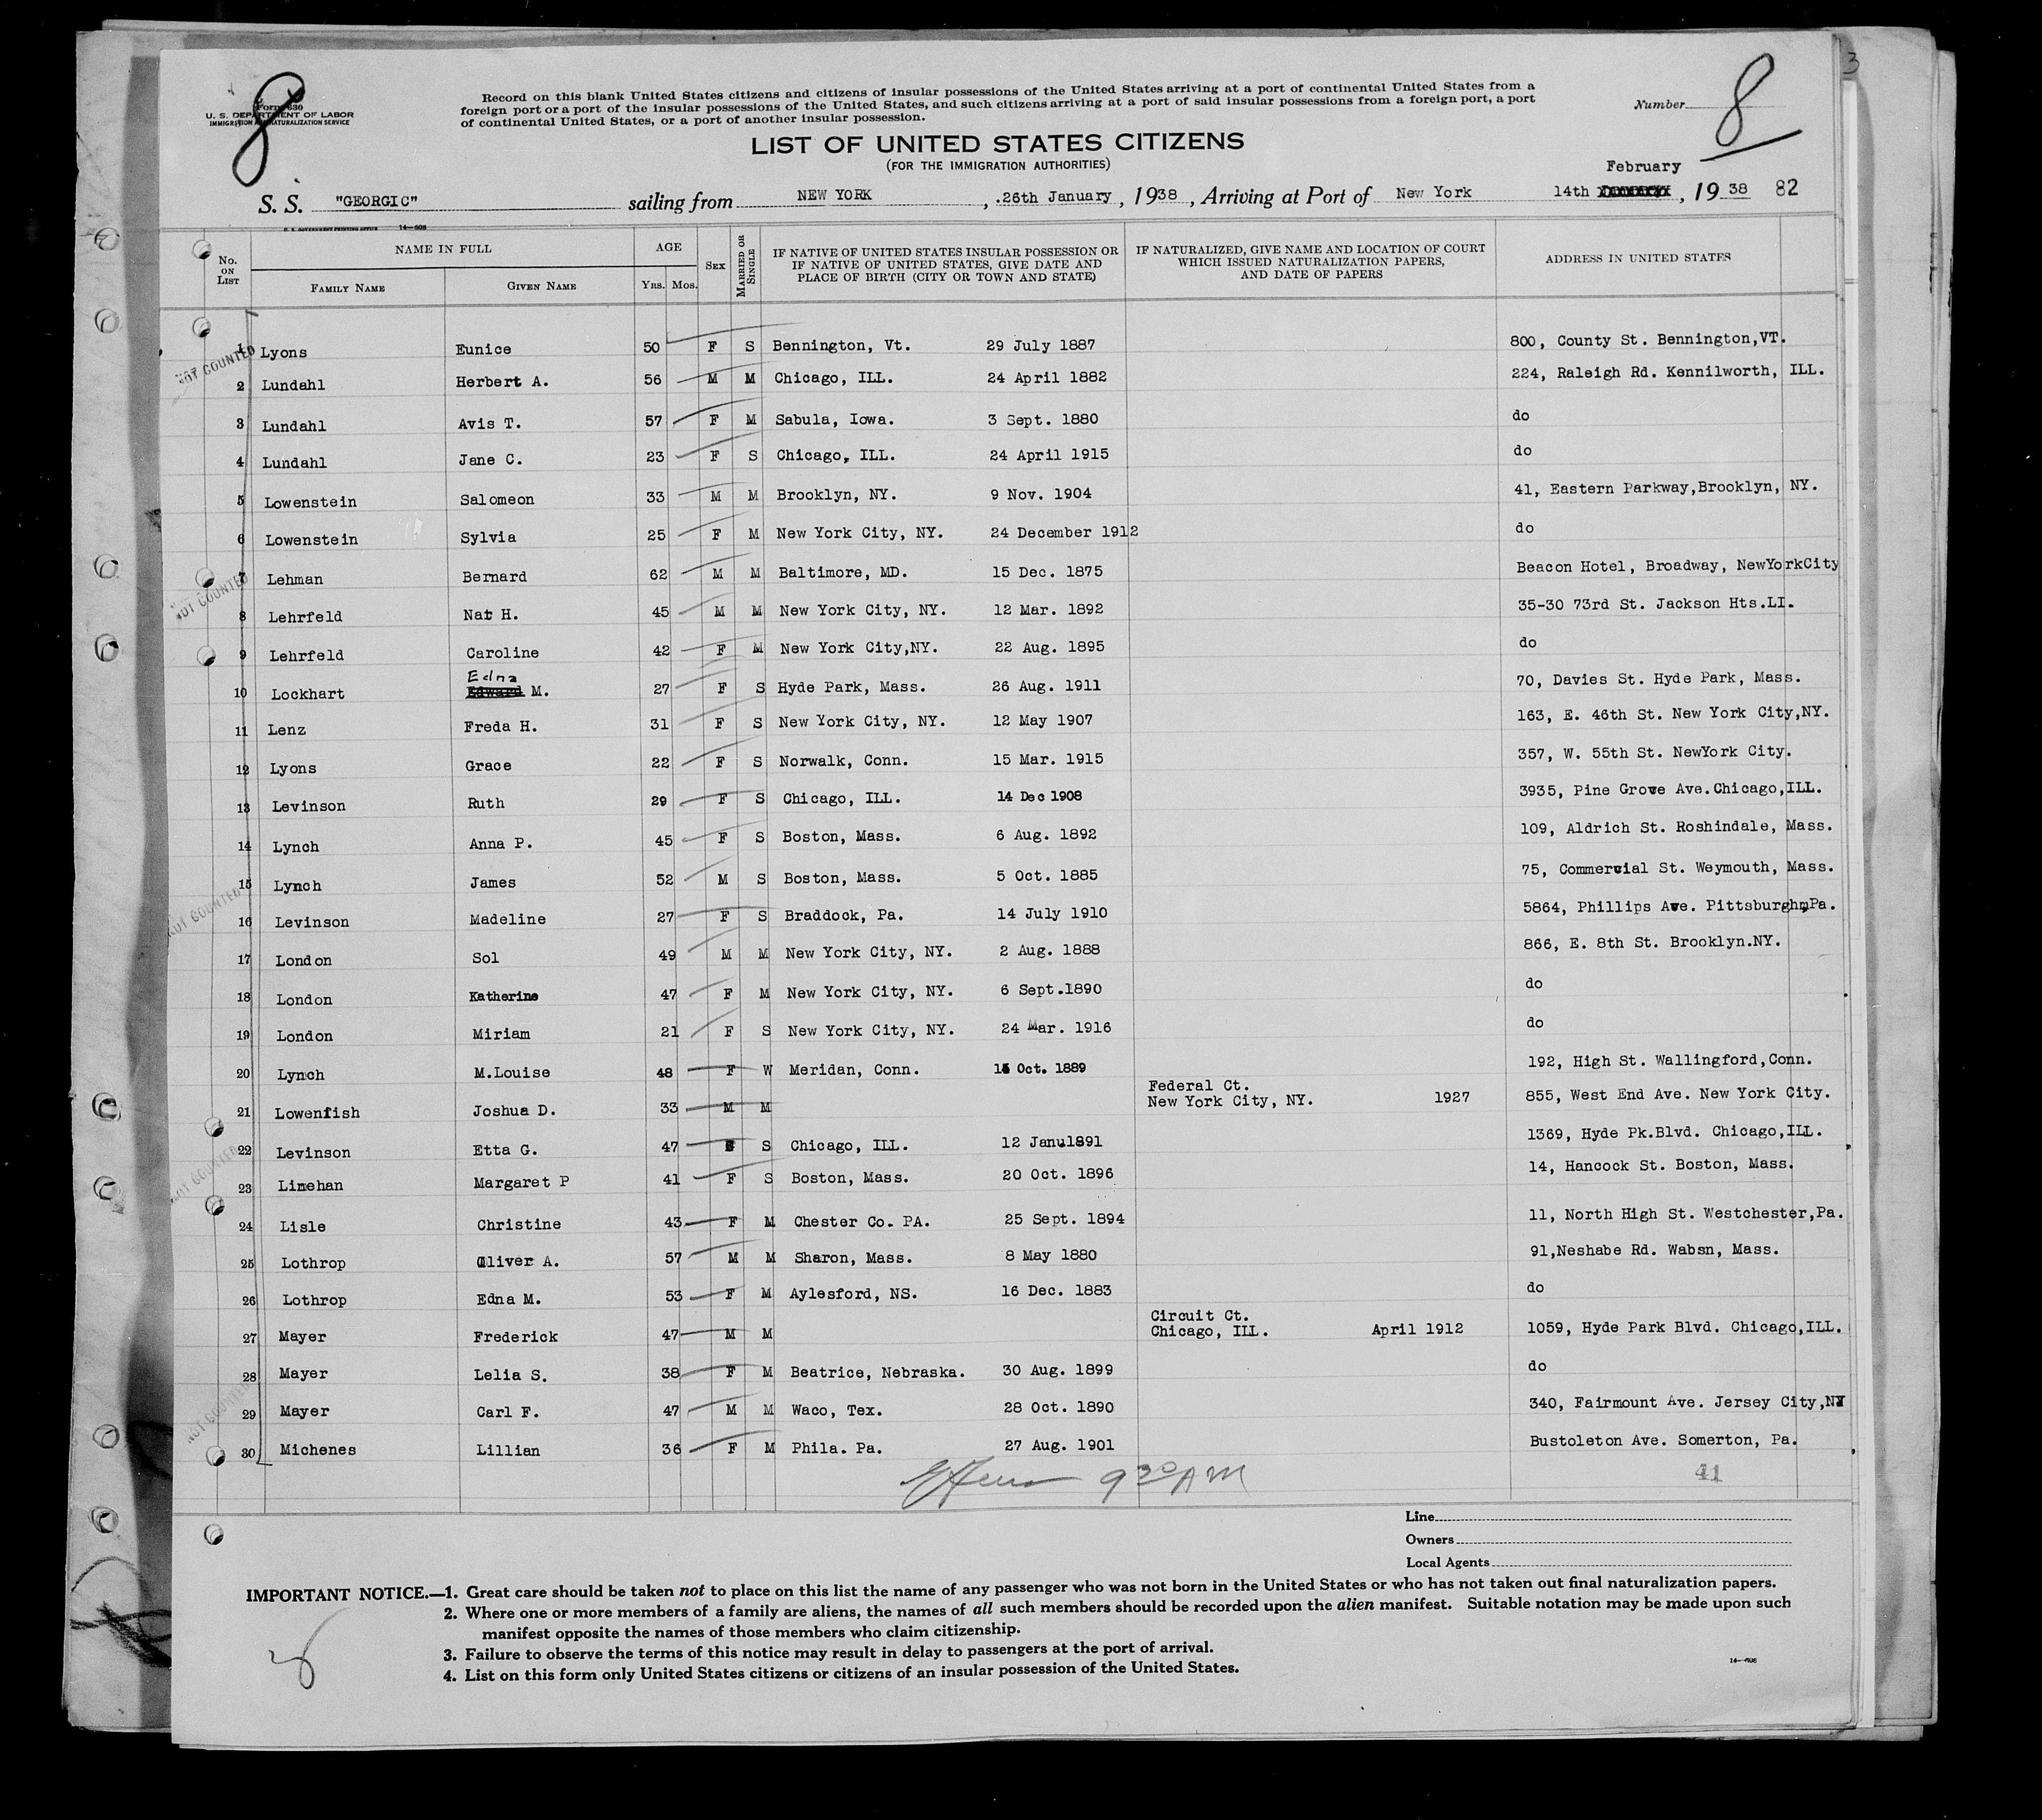 8
Form 630
U. S. DEPARTMENT OF LABOR
IMMIGRATION AND NATURALIZATION SERVICE
Record on this blank United States citizens and citizens of insular possessions of the United States arriving at a port of continental United States from a
foreign port or a port of the insular possessions of the United States, and such citizens arriving at a port of said insular possessions from a foreign port, a port
of continental United States, or a port of another insular possession.
Number 8
3
LIST OF UNITED STATES CITIZENS
(FOR THE IMMIGRATION AUTHORITIES)
February
S. S. "GEORGIC" sailing from NEW YORK , .26th January , 1938 , Arriving at Port of New York 14th , 19 38 82
U. S. GOVERNMENT PRINTING OFFICE 14—608
No. ON LIST NAME IN FULL FAMILY NAME GIVEN NAME AGE YRS. MOS. SEX MARRIED OR SINGLE IF NATIVE OF UNITED STATES INSULAR POSSESSION OR IF NATIVE OF UNITED STATES, GIVE DATE AND PLACE OF BIRTH (CITY OR TOWN AND STATE) IF NATURALIZED, GIVE NAME AND LOCATION OF COURT WHICH ISSUED NATURALIZATION PAPERS, AND DATE OF PAPERS ADDRESS IN UNITED STATES
1 Lyons Eunice 50 F S Bennington, Vt. 29 July 1887 800, County St. Bennington,VT.
NOT COUNTED
2 Lundahl Herbert A. 56 M M Chicago, ILL. 24 April 1882 224, Raleigh Rd. Kennilworth, ILL.
3 Lundahl Avis T. 57 F M Sabula, Iowa. 3 Sept. 1880 do
4 Lundahl Jane C. 23 F S Chicago, ILL. 24 April 1915 do
5 Lowenstein Salomeon 33 M M Brooklyn, NY. 9 Nov. 1904 41, Eastern Parkway,Brooklyn, NY.
6 Lowenstein Sylvia 25 F M New York City, NY. 24 December 1912 do
7 Lehman Bernard 62 M M Baltimore, MD. 15 Dec. 1875 Beacon Hotel, Broadway, NewYorkCity
NOT COUNTED
8 Lehrfeld Nat H. 45 M M New York City, NY. 12 Mar. 1892 35-30 73rd St. Jackson Hts.LI.
9 Lehrfeld Caroline 42 F M New York City,NY. 22 Aug. 1895 do
Edna
10 Lockhart Edward M. 27 F S Hyde Park, Mass. 26 Aug. 1911 70, Davies St. Hyde Park, Mass.
11 Lenz Freda H. 31 F S New York City, NY. 12 May 1907 163, E. 46th St. New York City,NY.
12 Lyons Grace 22 F S Norwalk, Conn. 15 Mar. 1915 357, W. 55th St. NewYork City.
13 Levinson Ruth 29 F S Chicago, ILL. 14 Dec 1908 3935, Pine Grove Ave.Chicago,ILL.
14 Lynch Anna P. 45 F S Boston, Mass. 6 Aug. 1892 109, Aldrich St. Roshindale, Mass.
15 Lynch James 52 M S Boston, Mass. 5 Oct. 1885 75, Commercial St. Weymouth, Mass.
NOT COUNTED
16 Levinson Madeline 27 F S Braddock, Pa. 14 July 1910 5864, Phillips Ave. Pittsburgh,Pa.
17 London Sol 49 M M New York City, NY. 2 Aug. 1888 866, E. 8th St. Brooklyn.NY.
18 London Katherine 47 F M New York City, NY. 6 Sept.1890 do
19 London Miriam 21 F S New York City, NY. 24 Mar. 1916 do
20 Lynch M.Louise 48 F W Meridan, Conn. Oct. 1889 192, High St. Wallingford,Conn.
Federal Ct.
21 Lowenfish Joshua D. 33 M M New York City, NY. 1927 855, West End Ave. New York City.
22 Levinson Etta G. 47 S Chicago, ILL. 12 Janu1891 1369, Hyde Pk.Blvd. Chicago,ILL.
NOT COUNTED
23 Linehan Margaret P 41 F S Boston, Mass. 20 Oct. 1896 14, Hancock St. Boston, Mass.
24 Lisle Christine 43 F M Chester Co. PA. 25 Sept. 1894 11, North High St. Westchester,Pa.
25 Lothrop Oliver A. 57 M M Sharon, Mass. 8 May 1880 91,Neshabe Rd. Wabsn, Mass.
26 Lothrop Edna M. 53 F M Aylesford, NS. 16 Dec. 1883 do
Circuit Ct.
27 Mayer Frederick 47 M M Chicago, ILL. April 1912 1059, Hyde Park Blvd. Chicago,ILL.
28 Mayer Lelia S. 38 F M Beatrice, Nebraska. 30 Aug. 1899 do
29 Mayer Carl F. 47 M M Waco, Tex. 28 Oct. 1890 340, Fairmount Ave. Jersey City,NJ
NOT COUNTED
30 Michenes Lillian 36 F M Phila. Pa. 27 Aug. 1901 Bustoleton Ave. Somerton, Pa.
9 30 AM 41
Line
Owners
Local Agents
IMPORTANT NOTICE.—1. Great care should be taken not to place on this list the name of any passenger who was not born in the United States or who has not taken out final naturalization papers.
2. Where one or more members of a family are aliens, the names of all such members should be recorded upon the alien manifest. Suitable notation may be made upon such
manifest opposite the names of those members who claim citizenship.
3. Failure to observe the terms of this notice may result in delay to passengers at the port of arrival.
4. List on this form only United States citizens or citizens of an insular possession of the United States.
14—608
8